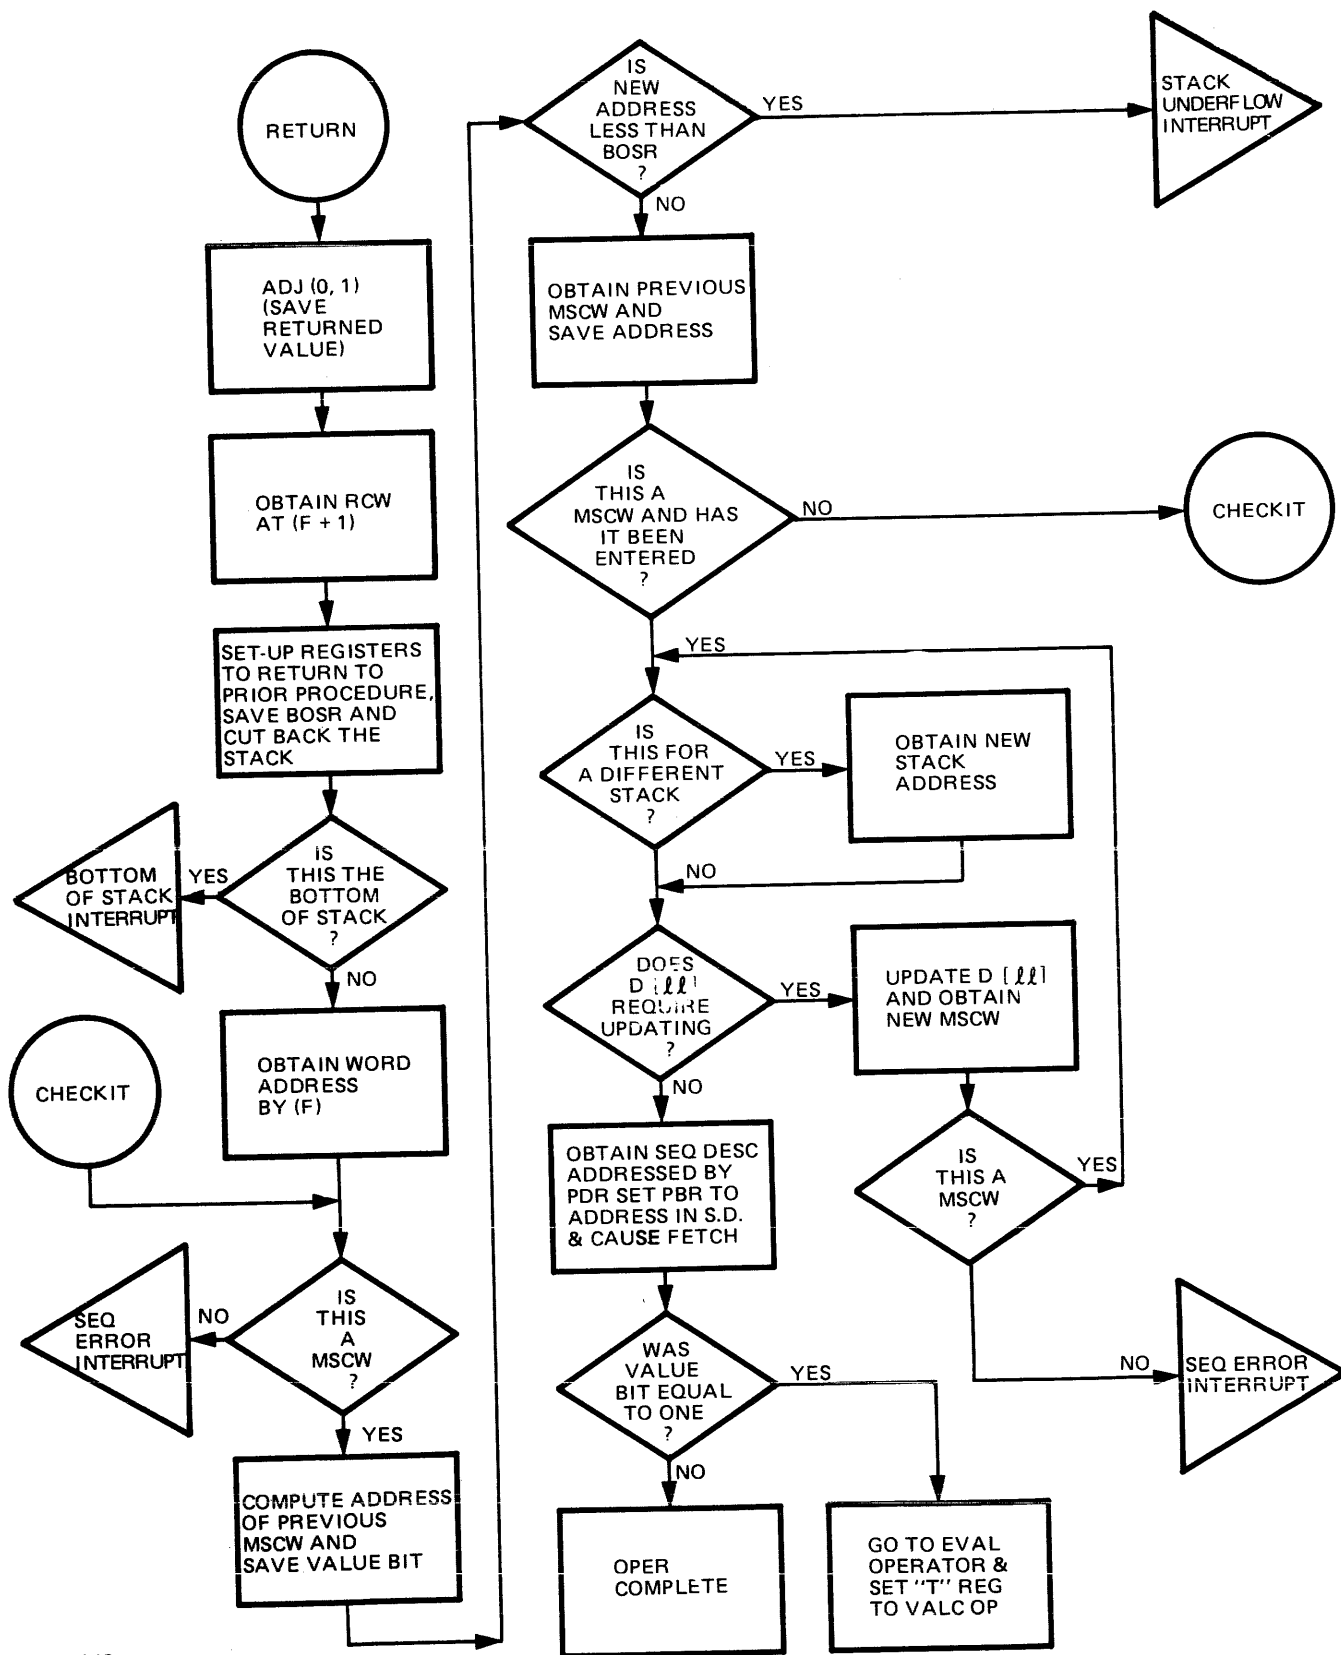 RETURN
ADJ (0, 1)
(SAVE
RETURNED
VALUE)
OBTAIN RCW
AT (F + 1)
SET-UP REGISTERS
TO RETURN TO
PRIOR PROCEDURE,
SAVE BOSR AND
CUT BACK THE
STACK
IS
THIS THE
BOTTOM
OF STACK
?
YES
BOTTOM
OF STACK
INTERRUPT
NO
OBTAIN WORD
ADDRESS
BY (F)
CHECKIT
IS
THIS
A
MSCW
?
NO
SEQ
ERROR
INTERRUPT
YES
COMPUTE ADDRESS
OF PREVIOUS
MSCW AND
SAVE VALUE BIT
IS
NEW
ADDRESS
LESS THAN
BOSR
?
YES
STACK
UNDERFLOW
INTERRUPT
NO
OBTAIN PREVIOUS
MSCW AND
SAVE ADDRESS
IS
THIS A
MSCW AND HAS
IT BEEN
ENTERED
?
NO
CHECKIT
YES
IS
THIS FOR
A DIFFERENT
STACK
?
YES
OBTAIN NEW
STACK
ADDRESS
NO
DOES
D [ℓℓ]
REQUIRE
UPDATING
?
YES
UPDATE D [ℓℓ]
AND OBTAIN
NEW MSCW
NO
IS
THIS A
MSCW
?
YES
NO
SEQ ERROR
INTERRUPT
OBTAIN SEQ DESC
ADDRESSED BY
PDR SET PBR TO
ADDRESS IN S.D.
& CAUSE FETCH
WAS
VALUE
BIT EQUAL
TO ONE
?
YES
NO
OPER
COMPLETE
GO TO EVAL
OPERATOR &
SET "T" REG
TO VALC OP